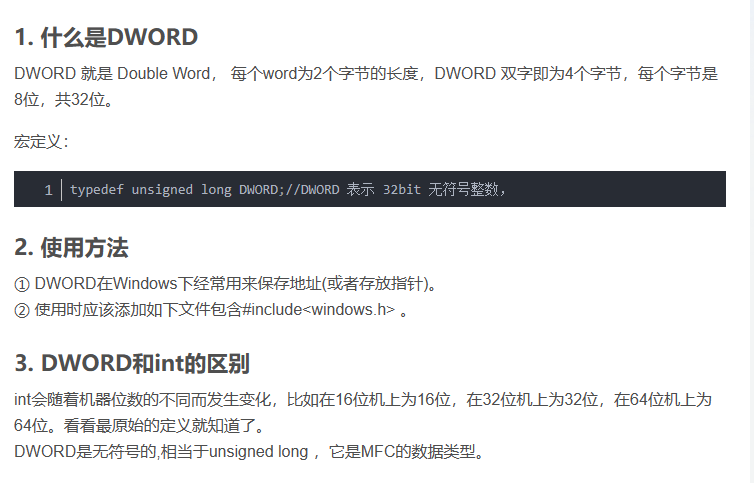 1. 什么是DWORD
DWORD 就是 Double Word， 每个word为2个字节的长度，DWORD 双字即为4个字节，每个字节是
8位，共32位。
宏定义：
1 typedef unsigned long DWORD;//DWORD 表示 32bit 无符号整数，
2. 使用方法
① DWORD在Windows下经常用来保存地址(或者存放指针)。
② 使用时应该添加如下文件包含#include<windows.h> 。
3. DWORD和int的区别
int会随着机器位数的不同而发生变化，比如在16位机上为16位，在32位机上为32位，在64位机上为
64位。看看最原始的定义就知道了。
DWORD是无符号的,相当于unsigned long ，它是MFC的数据类型。